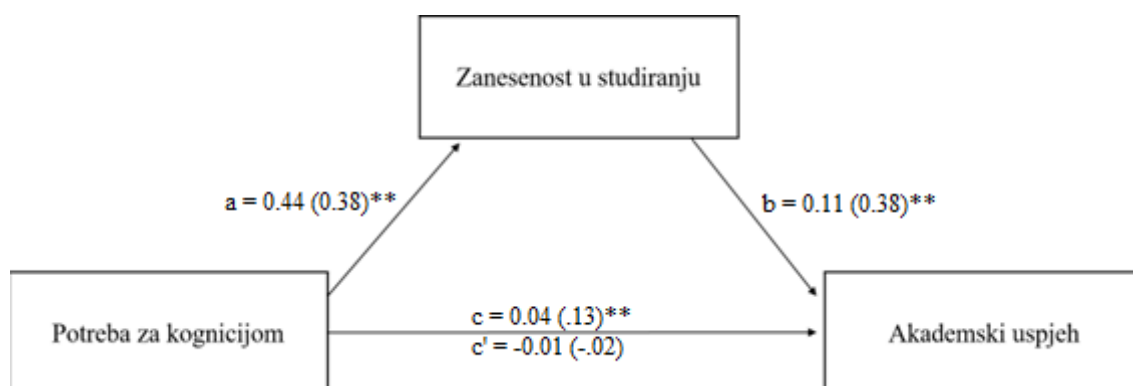 Zanesenost u studiranju
a = 0.44 (0.38)**
b = 0.11 (0.38)**
Potreba za kognicijom
c = 0.04 (.13)**
c' = -0.01 (-.02)
Akademski uspjeh